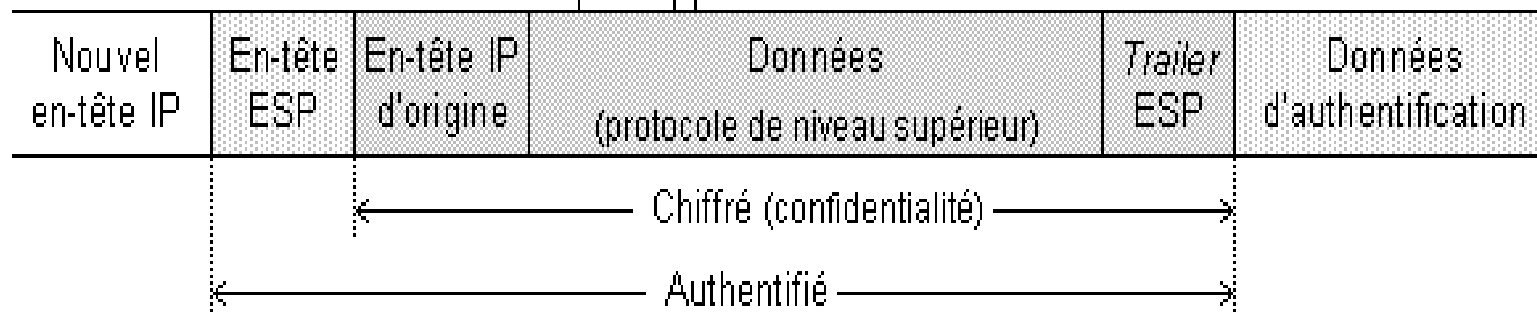 Nouvel
en-tête IP
En-tête
ESP
En-tête IP
d'origine
Données
(protocole de niveau supérieur)
Trailer
ESP
Données
d'authentification
Chiffré (confidentialité)
Authentifié